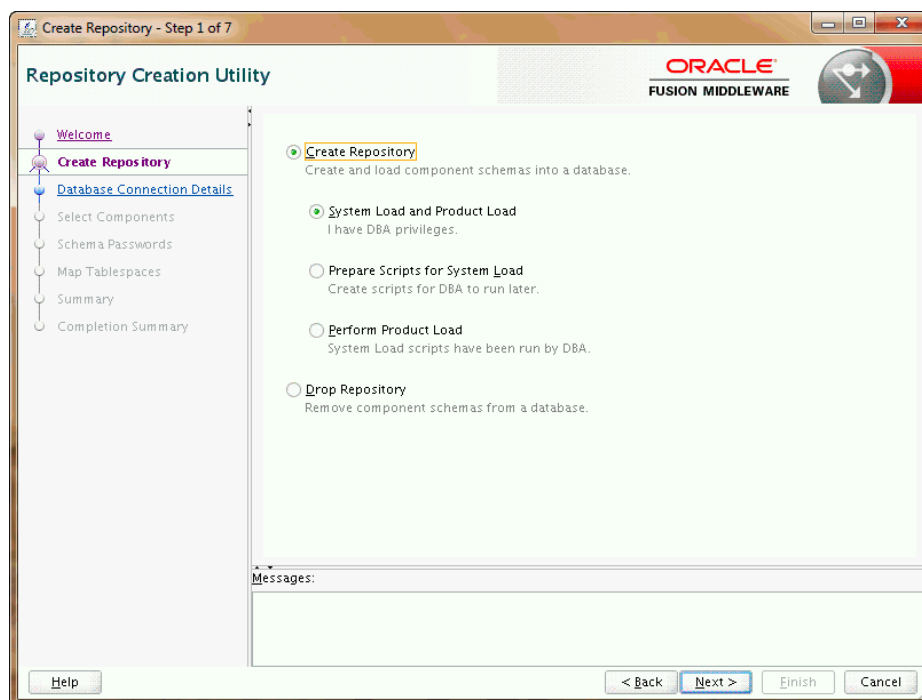 Create Repository - Step 1 of 7
Repository Creation Utility
ORACLE
FUSION MIDDLEWARE
Welcome
Create Repository
Database Connection Details
Select Components
Schema Passwords
Map Tablespaces
Summary
Completion Summary
Create Repository
Create and load component schemas into a database.
System Load and Product Load
I have DBA privileges.
Prepare Scripts for System Load
Create scripts for DBA to run later.
Perform Product Load
System Load scripts have been run by DBA.
Drop Repository
Remove component schemas from a database.
Messages:
Help
< Back
Next >
Finish
Cancel